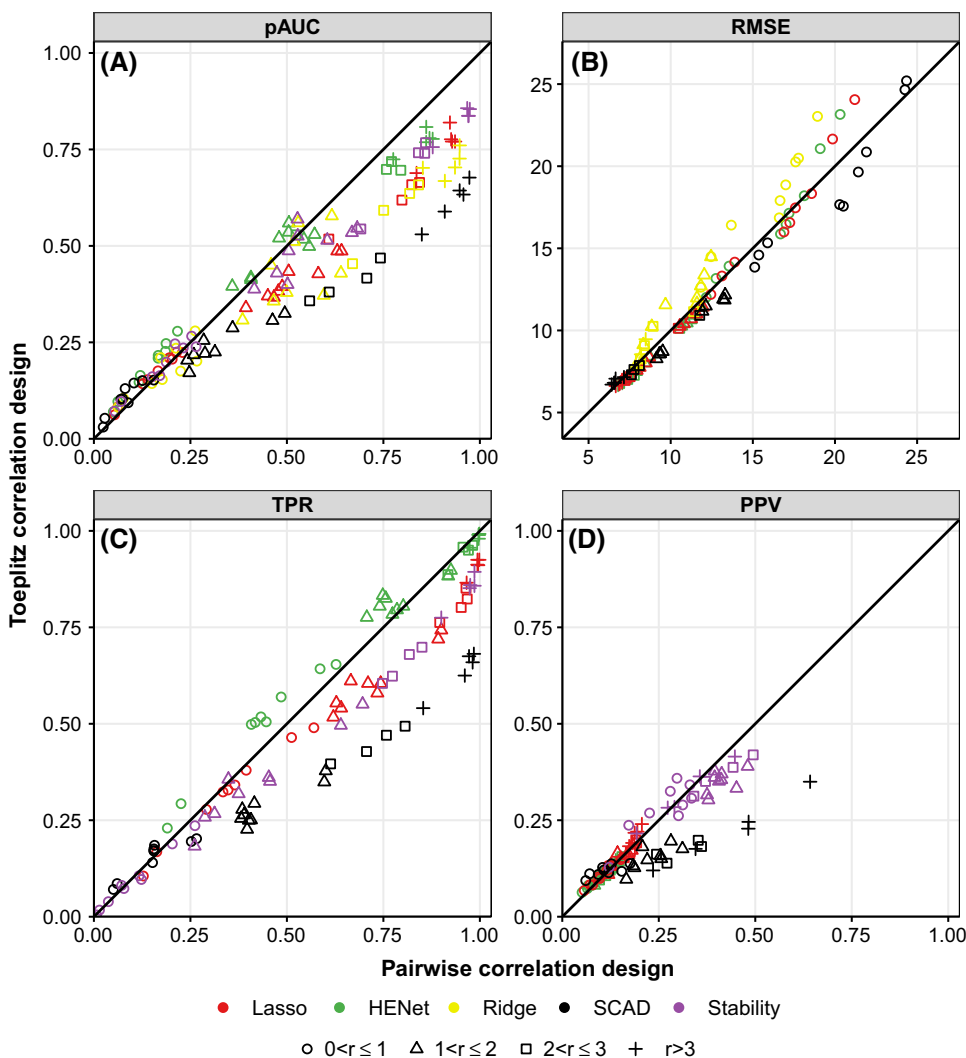 pAUC
RMSE
(A)
(B)
1.00
0.75
0.50
0.25
0.00
0.00 0.25 0.50 0.75 1.00
25
20
15
10
5
5 10 15 20 25
TPR
PPV
(C)
(D)
1.00
0.75
0.50
0.25
0.00
0.00 0.25 0.50 0.75 1.00
1.00
0.75
0.50
0.25
0.00
0.00 0.25 0.50 0.75 1.00
Toeplitz correlation design
Pairwise correlation design
Lasso HENet Ridge SCAD Stability
0<r ≤ 1 1<r ≤ 2 2<r ≤ 3 r>3